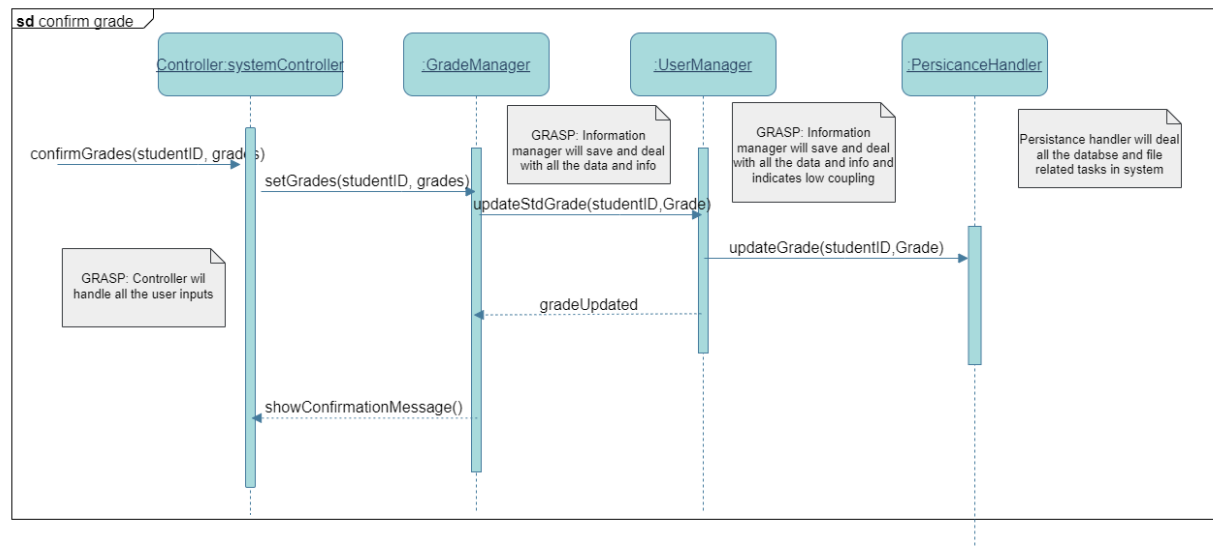 sd confirm grade
Controller:systemController
:GradeManager
:UserManager
:PersicanceHandler
GRASP: Information
manager will save and deal
with all the data and info
GRASP: Information
manager will save and deal
with all the data and info and
indicates low coupling
Persistance handler will deal
all the databse and file
related tasks in system
confirmGrades(studentID, grades)
setGrades(studentID, grades)
updateStdGrade(studentID,Grade)
updateGrade(studentID,Grade)
GRASP: Controller wil
handle all the user inputs
gradeUpdated
showConfirmationMessage()